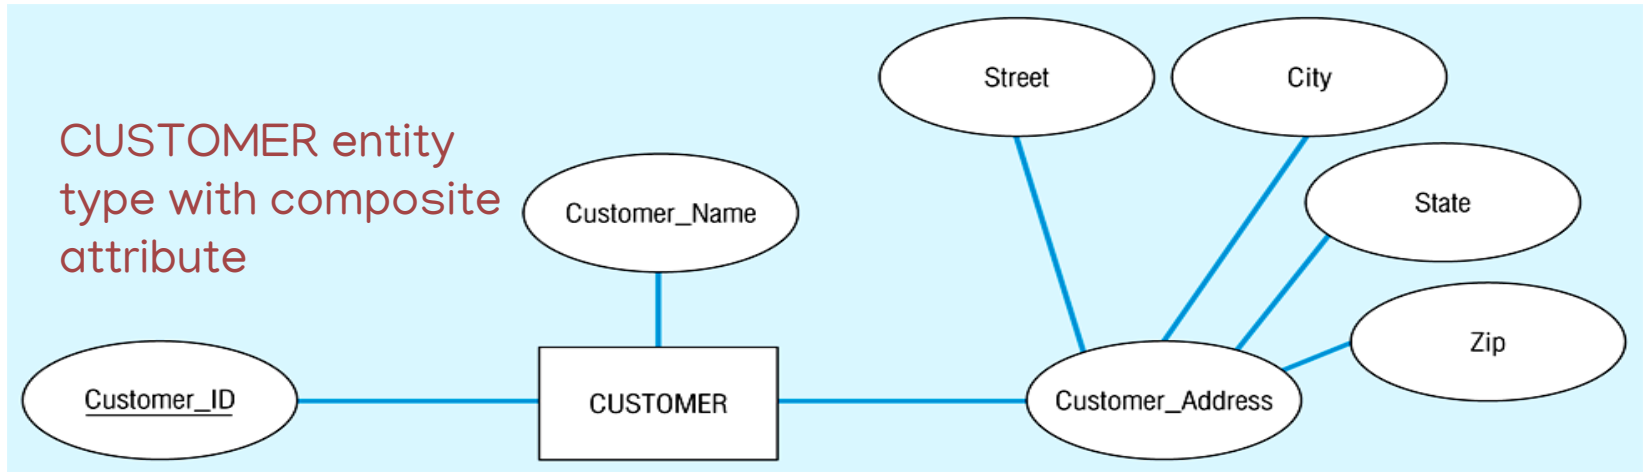 CUSTOMER entity
type with composite
attribute
Street
City
State
Zip
Customer_Name
Customer_ID
CUSTOMER
Customer_Address